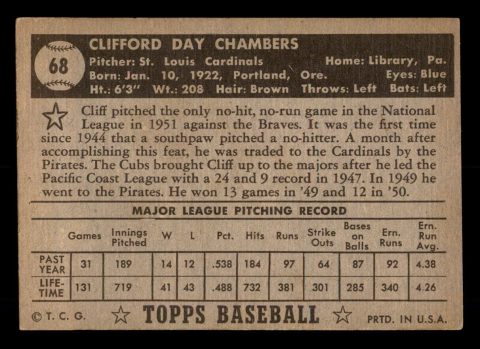 68
CLIFFORD DAY CHAMBERS
Pitcher: St. Louis Cardinals Home: Library, Pa.
Born: Jan. 10, 1922, Portland, Ore. Eyes: Blue
Ht.: 6'3" Wt.: 208 Hair: Brown Throws: Left Bats: Left
Cliff pitched the only no-hit, no-run game in the National
League in 1951 against the Braves. It was the first time
since 1944 that a southpaw pitched a no-hitter. A month after
accomplishing this feat, he was traded to the Cardinals by the
Pirates. The Cubs brought Cliff up to the majors after he led the
Pacific Coast League with a 24 and 9 record in 1947. In 1949 he
went to the Pirates. He won 13 games in '49 and 12 in '50.
MAJOR LEAGUE PITCHING RECORD
Games Innings Pitched W L Pct. Hits Runs Strike Outs Bases on Balls Ern. Runs Ern. Run Avg.
PAST YEAR 31 189 14 12 .538 184 97 64 87 92 4.38
LIFE-TIME 131 719 41 43 .488 732 381 301 285 340 4.26
© T. C. G. TOPPS BASEBALL PRTD. IN U.S.A.